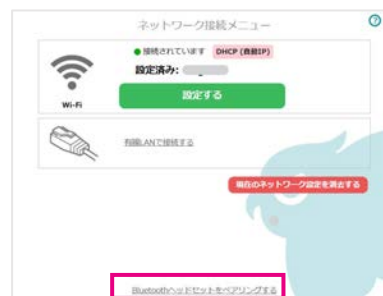 ネットワーク接続メニュー
接続されています DHCP (自動IP)
設定済み:
設定する
Wi-Fi
有線LANで接続する
現在のネットワーク設定を消去する
Bluetoothヘッドセットをペアリングする